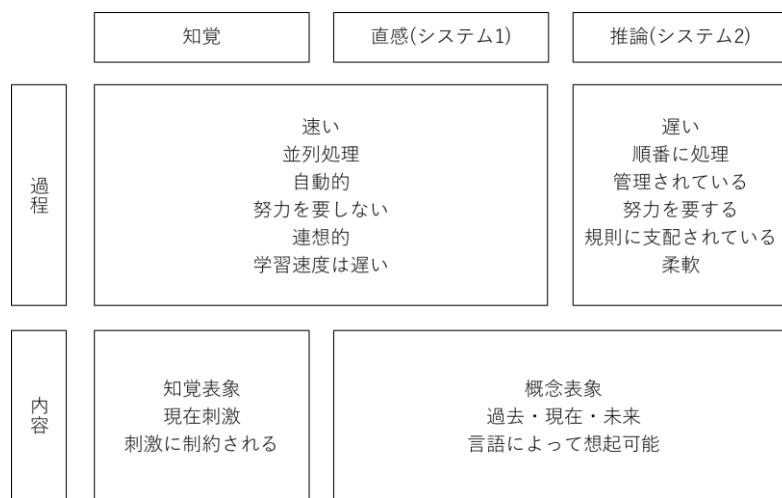 知覚
直感(システム1)
推論(システム2)
過程
速い
並列処理
自動的
努力を要しない
連想的
学習速度は遅い
遅い
順番に処理
管理されている
努力を要する
規則に支配されている
柔軟
内容
知覚表象
現在刺激
刺激に制約される
概念表象
過去・現在・未来
言語によって想起可能